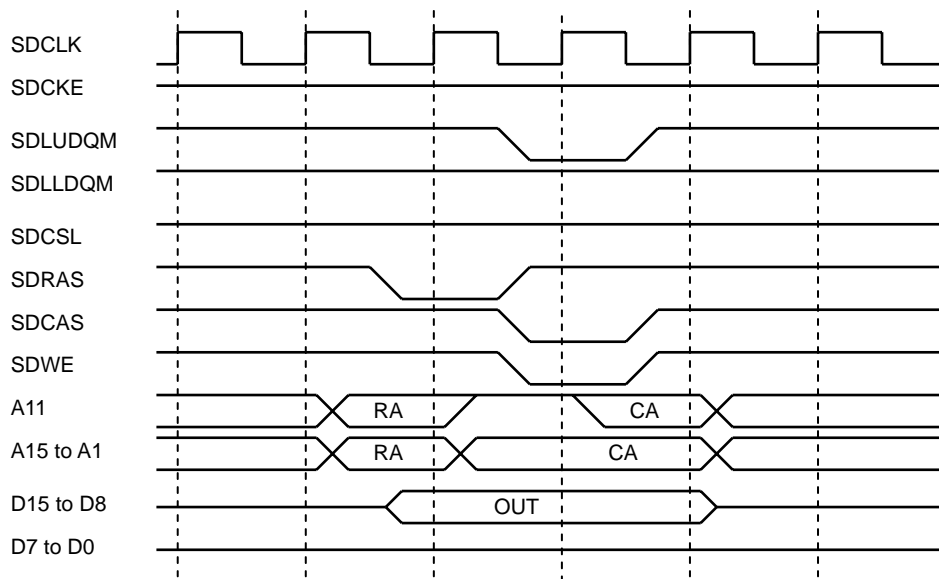 SDCLK
SDCKE
SDLUDQM
SDLLDQM
SDCSL
SDRAS
SDCAS
SDWE
A11 RA CA
A15 to A1 RA CA
D15 to D8 OUT
D7 to D0